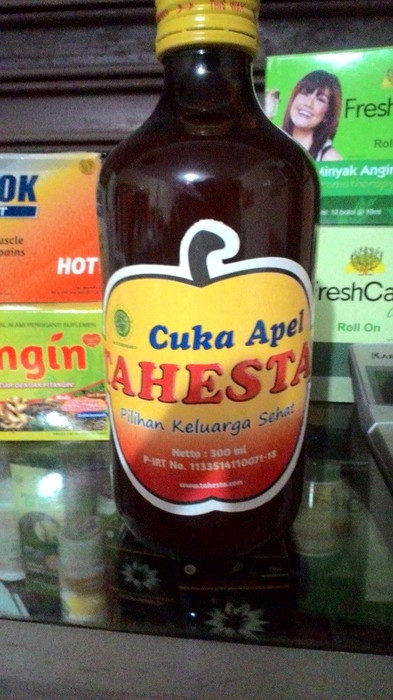 Fresh
Rol
Minyak Angin
OK
HOT
FreshCa
Roll On
ngin
Cuka Apel
TAHESTA
Pilihan Keluarga Sehat
Netto : 300 ml
P-IRT No. 1133514110071-18
www.tahesta.com